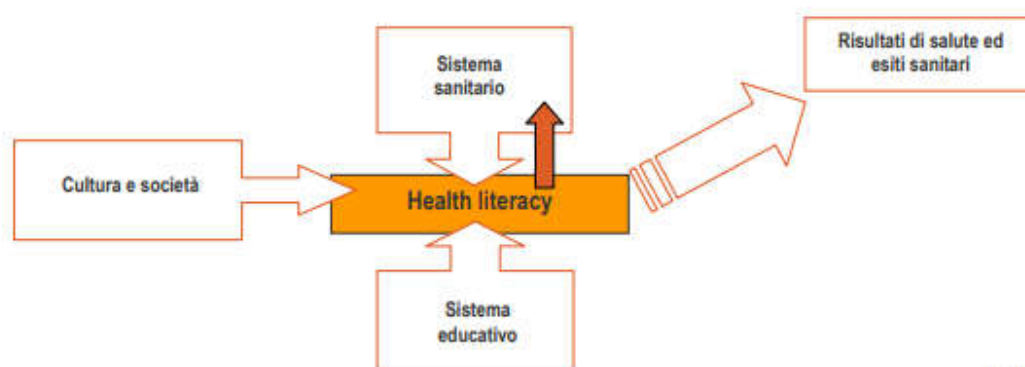 Risultati di salute ed
esiti sanitari
Sistema
sanitario
Cultura e società
Health literacy
Sistema
educativo